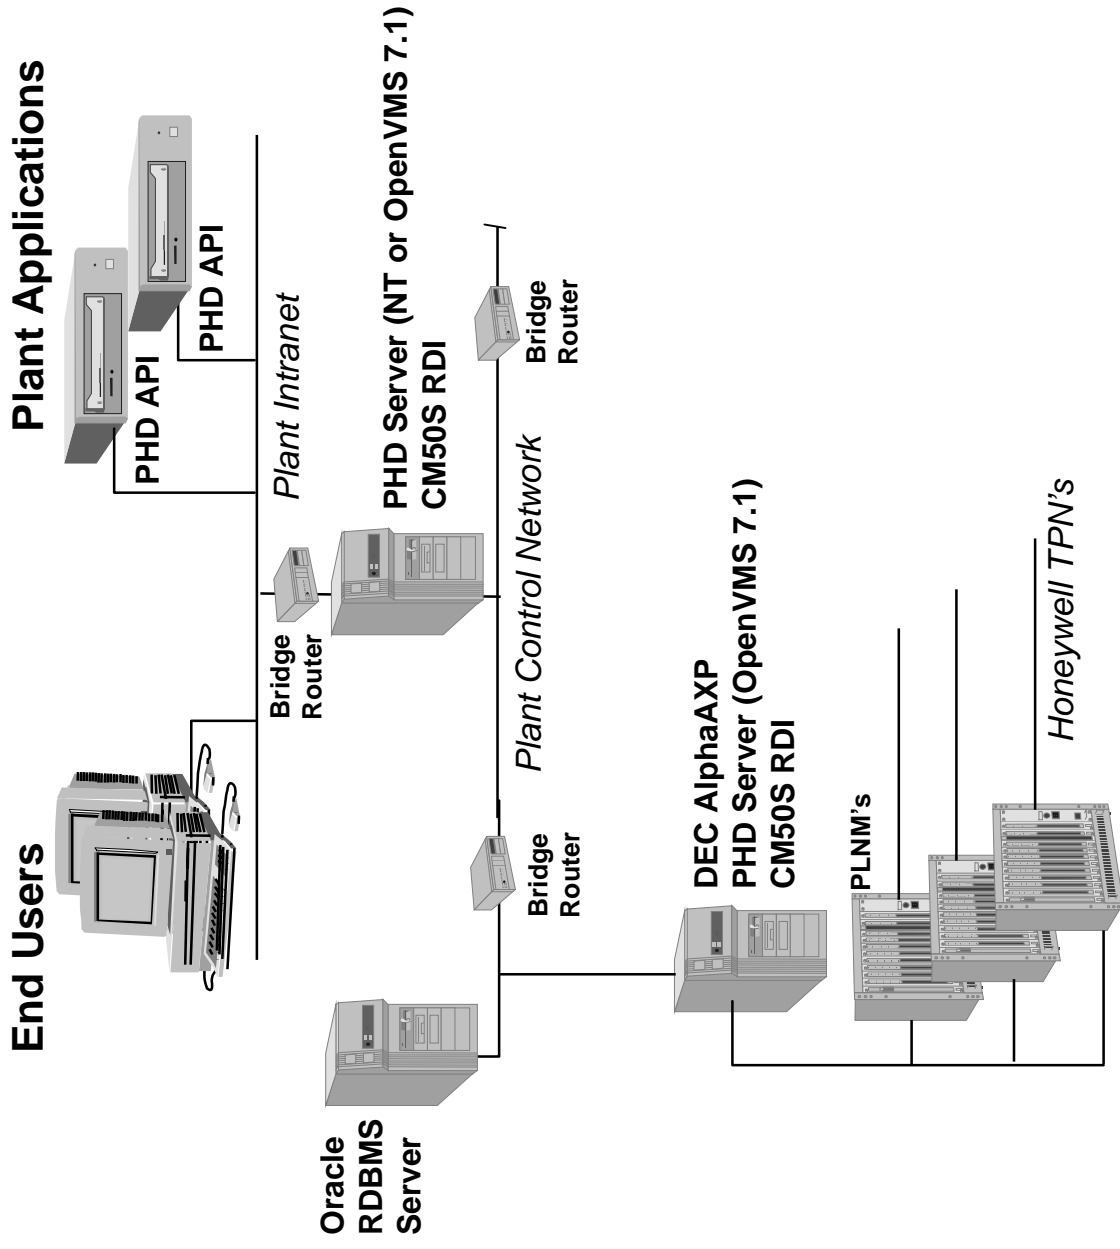 End Users
Plant Applications
PHD API
PHD API
Plant Intranet
Bridge
Router
Oracle
RDBMS
Server
PHD Server (NT or OpenVMS 7.1)
CM50S RDI
Plant Control Network
Bridge
Router
Bridge
Router
DEC AlphaAXP
PHD Server (OpenVMS 7.1)
CM50S RDI
PLNM's
Honeywell TPN's